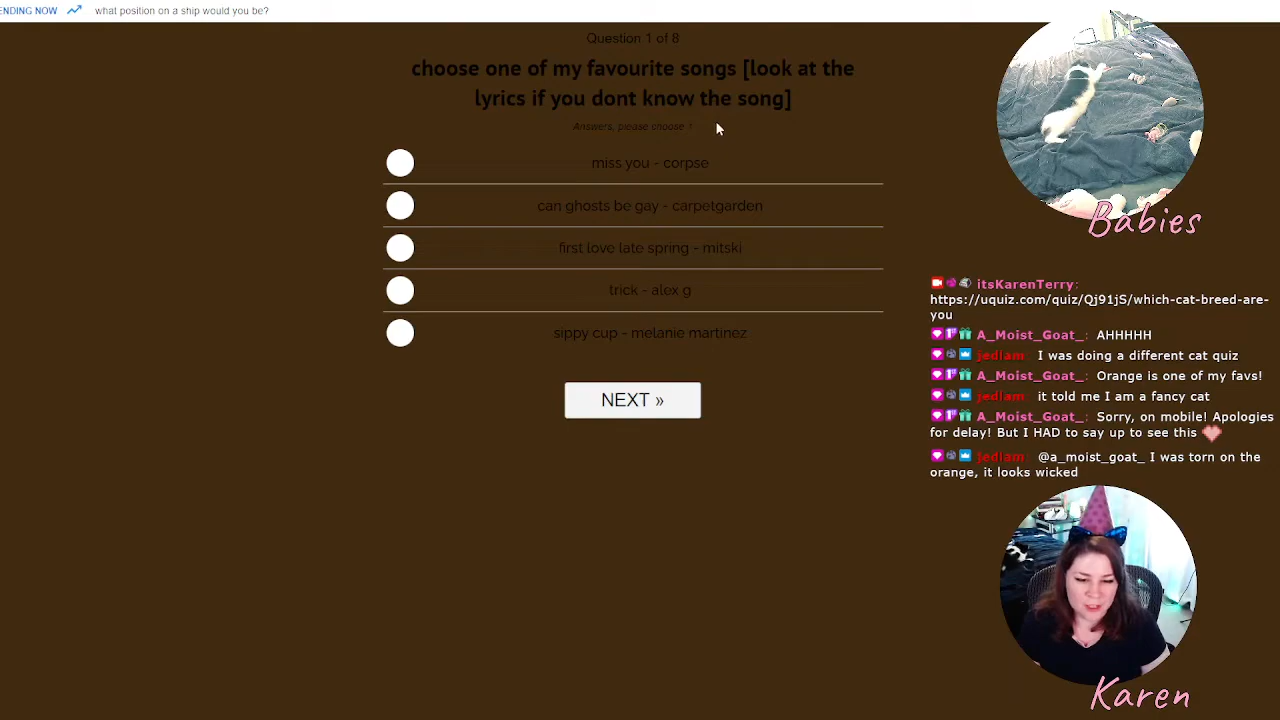 ENDING NOW what position on a ship would you be?
Question 1 of 8
choose one of my favourite songs [look at the
lyrics if you dont know the song]
Answers, please choose 1
miss you - corpse
can ghosts be gay - carpetgarden
first love late spring - mitski
trick - alex g
sippy cup - melanie martinez
NEXT »
Babies
itsKarenTerry:
https://uquiz.com/quiz/Qj91jS/which-cat-breed-are-
you
A_Moist_Goat_: AHHHHH
jedlam: I was doing a different cat quiz
A_Moist_Goat_: Orange is one of my favs!
jedlam: it told me I am a fancy cat
A_Moist_Goat_: Sorry, on mobile! Apologies
for delay! But I HAD to say up to see this
jedlam: @a_moist_goat_ I was torn on the
orange, it looks wicked
Karen